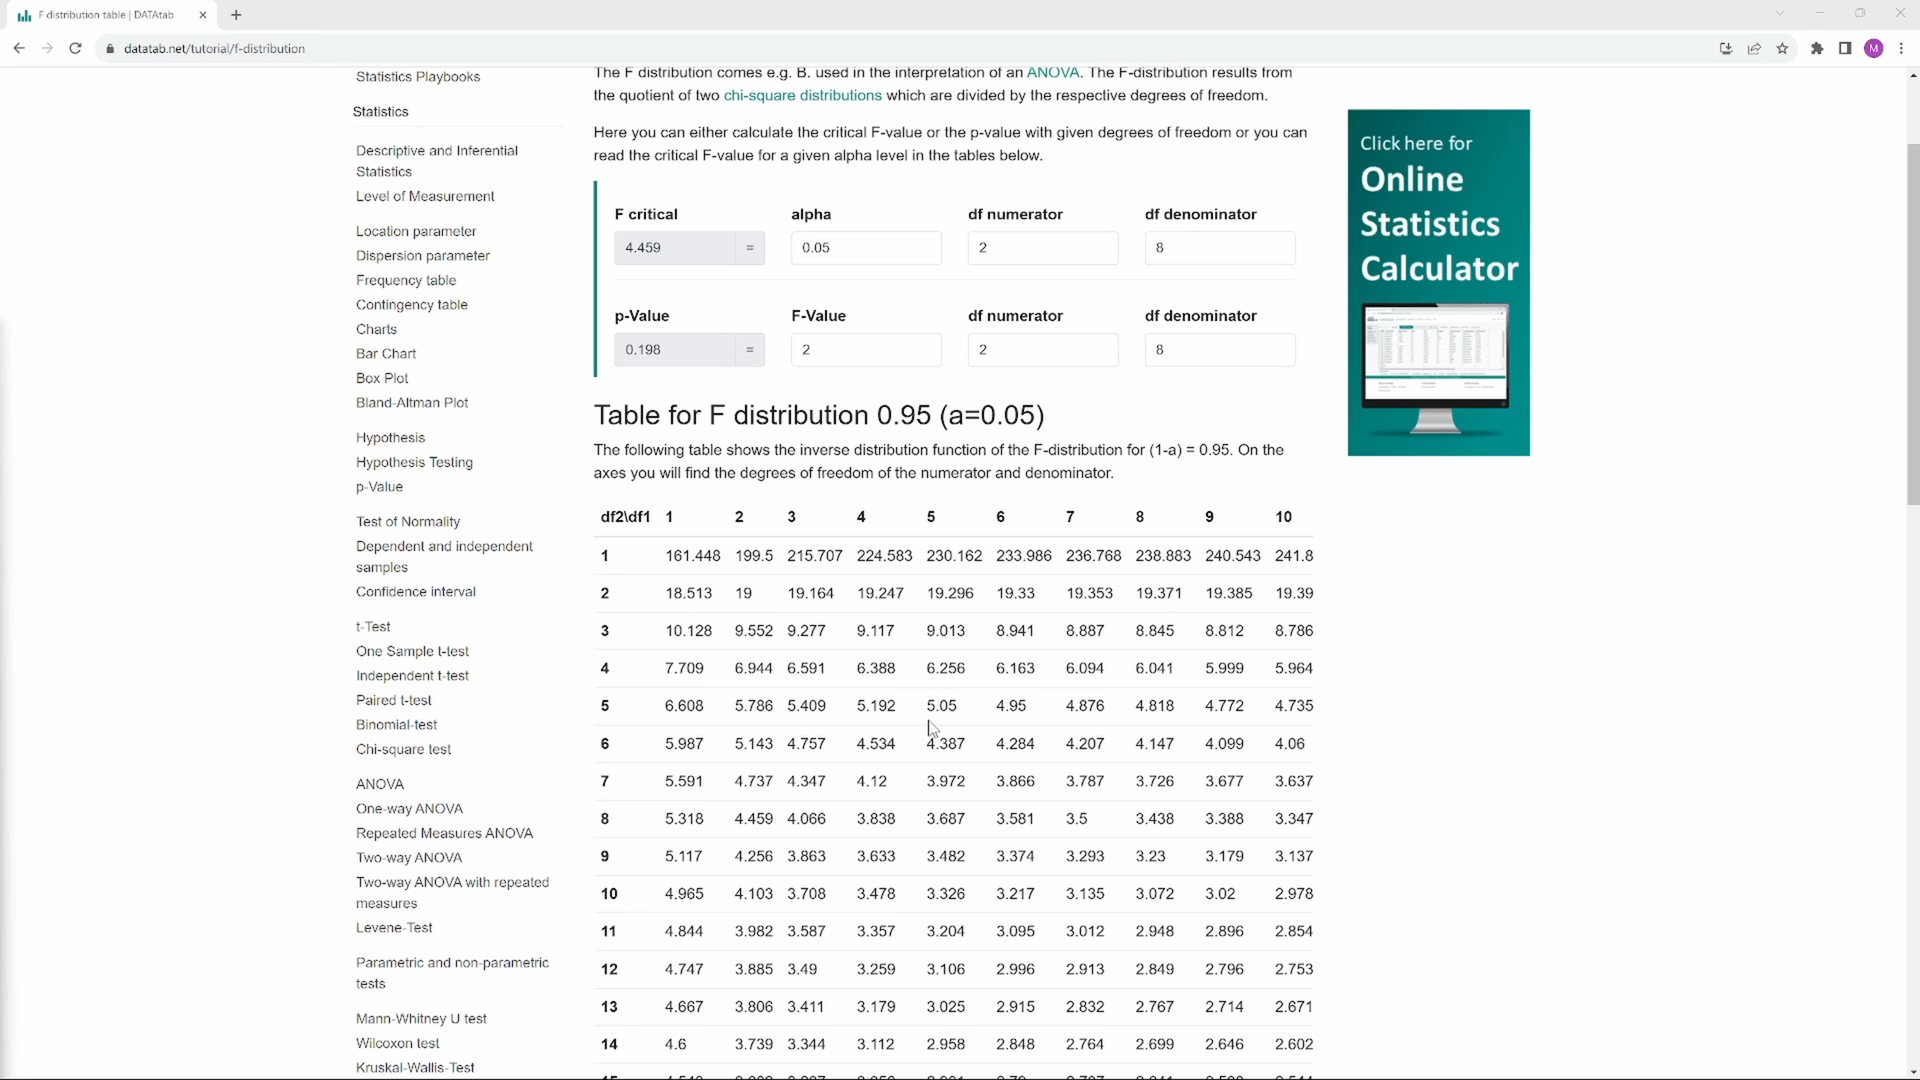 F distribution table | DATAtab
datatab.net/tutorial/f-distribution
M
Statistics Playbooks
Statistics
Descriptive and Inferential
Statistics
Level of Measurement
Location parameter
Dispersion parameter
Frequency table
Contingency table
Charts
Bar Chart
Box Plot
Bland-Altman Plot
Hypothesis
Hypothesis Testing
p-Value
Test of Normality
Dependent and independent
samples
Confidence interval
t-Test
One Sample t-test
Independent t-test
Paired t-test
Binomial-test
Chi-square test
ANOVA
One-way ANOVA
Repeated Measures ANOVA
Two-way ANOVA
Two-way ANOVA with repeated
measures
Levene-Test
Parametric and non-parametric
tests
Mann-Whitney U test
Wilcoxon test
Kruskal-Wallis-Test
The F distribution comes e.g. B. used in the interpretation of an ANOVA. The F-distribution results from
the quotient of two chi-square distributions which are divided by the respective degrees of freedom.
Here you can either calculate the critical F-value or the p-value with given degrees of freedom or you can
read the critical F-value for a given alpha level in the tables below.
F critical alpha df numerator df denominator
4.459 = 0.05 2 8
p-Value F-Value df numerator df denominator
0.198 = 2 2 8
Table for F distribution 0.95 (a=0.05)
The following table shows the inverse distribution function of the F-distribution for (1-a) = 0.95. On the
axes you will find the degrees of freedom of the numerator and denominator.
df2\df1 1 2 3 4 5 6 7 8 9 10
1 161.448 199.5 215.707 224.583 230.162 233.986 236.768 238.883 240.543 241.8
2 18.513 19 19.164 19.247 19.296 19.33 19.353 19.371 19.385 19.39
3 10.128 9.552 9.277 9.117 9.013 8.941 8.887 8.845 8.812 8.786
4 7.709 6.944 6.591 6.388 6.256 6.163 6.094 6.041 5.999 5.964
5 6.608 5.786 5.409 5.192 5.05 4.95 4.876 4.818 4.772 4.735
6 5.987 5.143 4.757 4.534 4.387 4.284 4.207 4.147 4.099 4.06
7 5.591 4.737 4.347 4.12 3.972 3.866 3.787 3.726 3.677 3.637
8 5.318 4.459 4.066 3.838 3.687 3.581 3.5 3.438 3.388 3.347
9 5.117 4.256 3.863 3.633 3.482 3.374 3.293 3.23 3.179 3.137
10 4.965 4.103 3.708 3.478 3.326 3.217 3.135 3.072 3.02 2.978
11 4.844 3.982 3.587 3.357 3.204 3.095 3.012 2.948 2.896 2.854
12 4.747 3.885 3.49 3.259 3.106 2.996 2.913 2.849 2.796 2.753
13 4.667 3.806 3.411 3.179 3.025 2.915 2.832 2.767 2.714 2.671
14 4.6 3.739 3.344 3.112 2.958 2.848 2.764 2.699 2.646 2.602
Click here for
Online
Statistics
Calculator